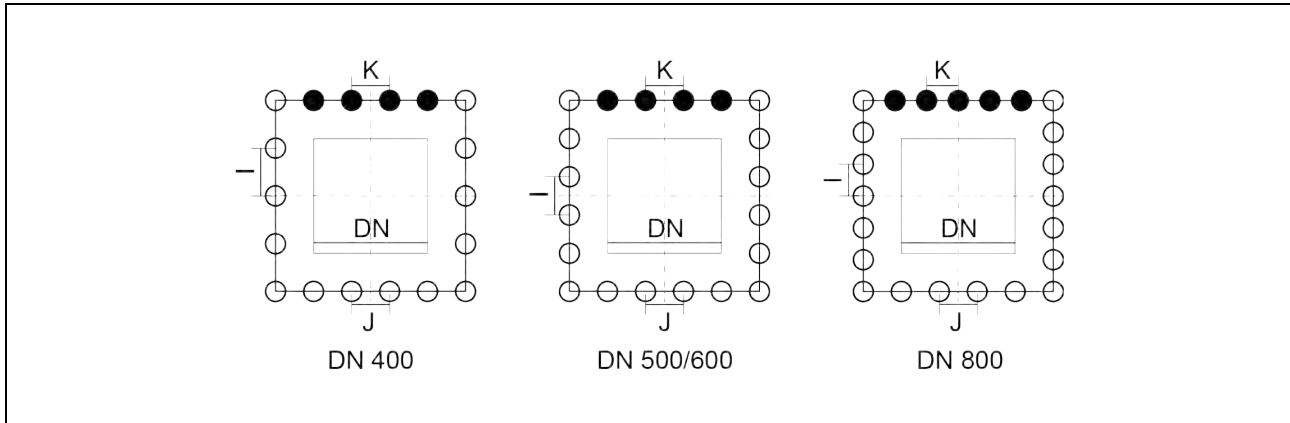 K K K
I I I
DN DN DN
J J J
DN 400 DN 500/600 DN 800